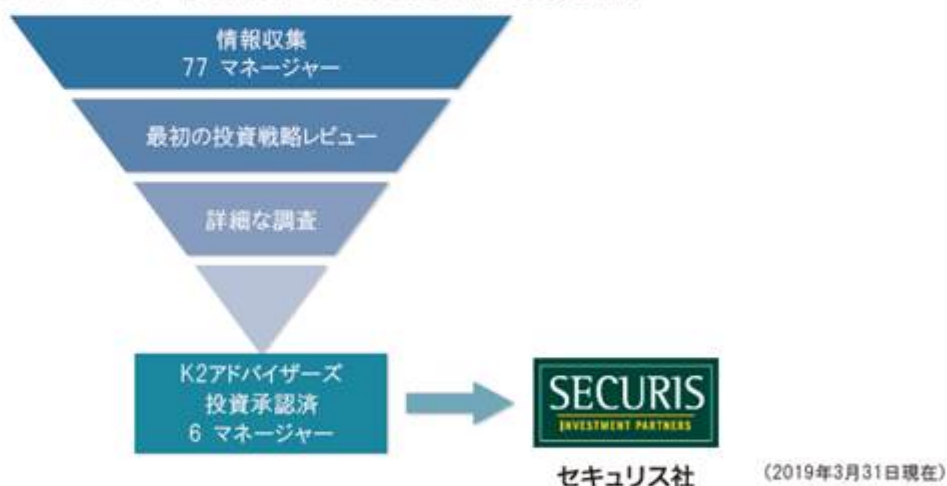 情報収集
77 マネージャー
最初の投資戦略レビュー
詳細な調査
K2アドバイザーズ
投資承認済
6 マネージャー
SECURIS
INVESTMENT PARTNERS
セキュリス社
(2019年3月31日現在)